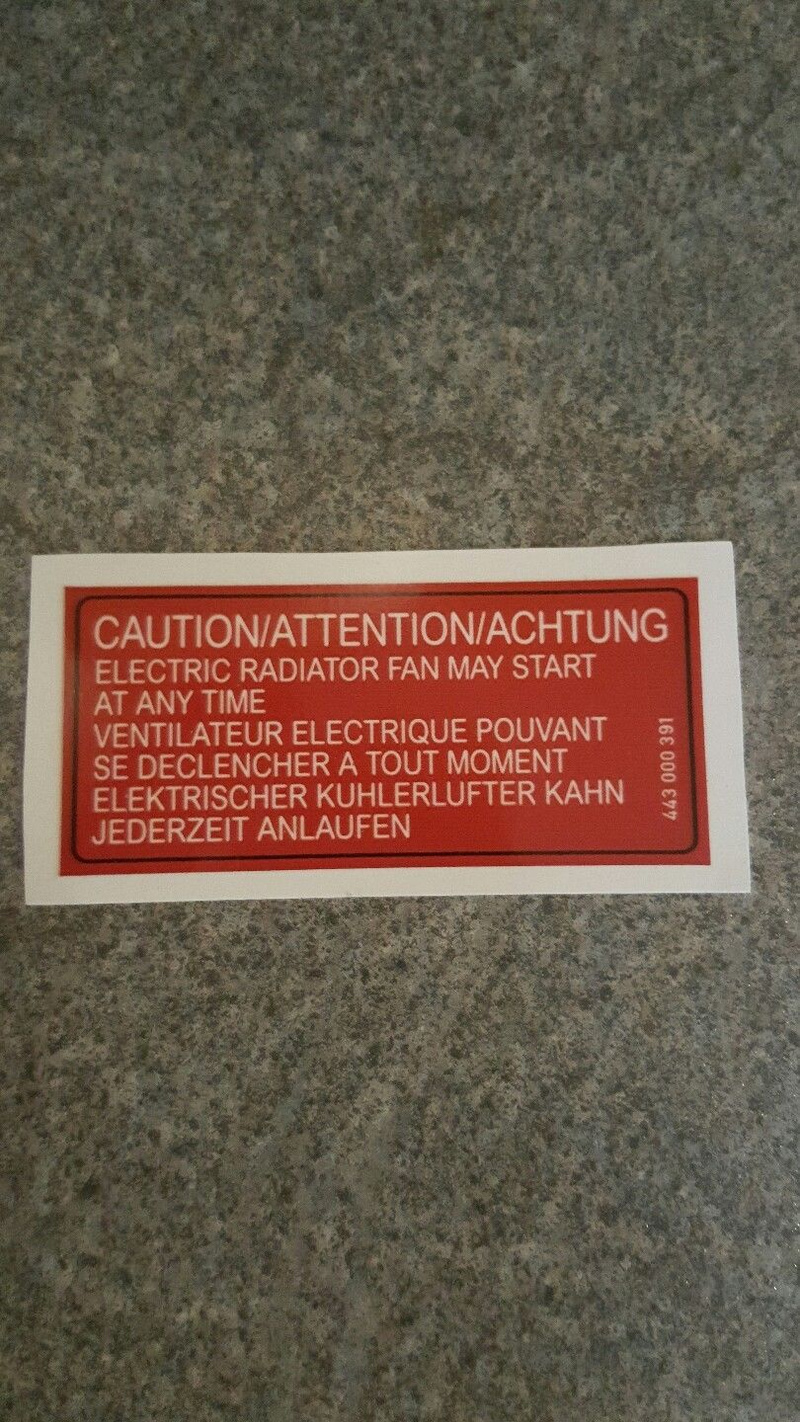 CAUTION/ATTENTION/ACHTUNG
ELECTRIC RADIATOR FAN MAY START
AT ANY TIME
VENTILATEUR ELECTRIQUE POUVANT
SE DECLENCHER A TOUT MOMENT
ELEKTRISCHER KUHLERLUFTER KAHN
JEDERZEIT ANLAUFEN
443 000 391